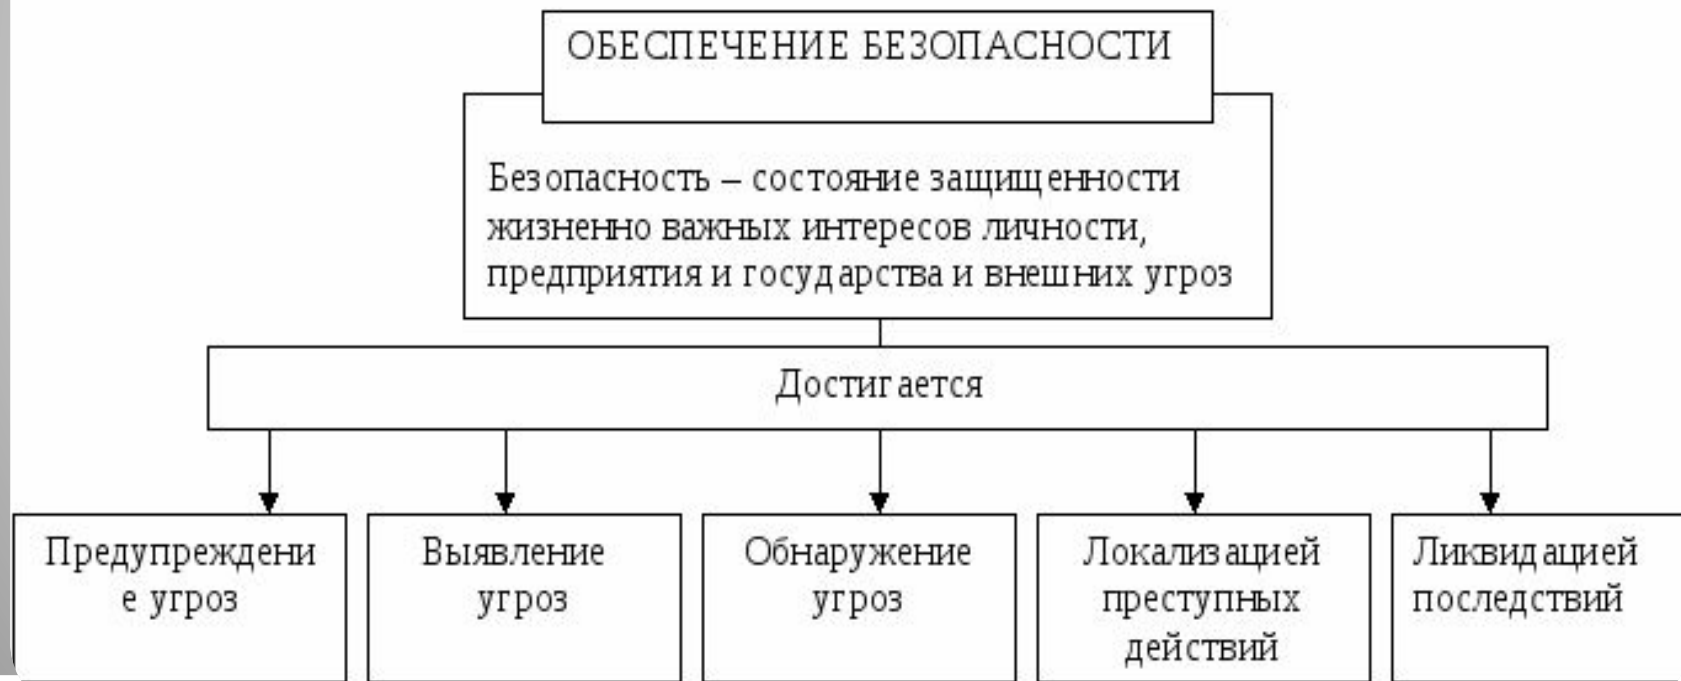 ОБЕСПЕЧЕНИЕ БЕЗОПАСНОСТИ
Безопасность – состояние защищенности
жизненно важных интересов личности,
предприятия и государства и внешних угроз
Достигается
Предупреждени
е угроз
Выявление
угроз
Обнаружение
угроз
Локализацией
преступных
действий
Ликвидацией
последствий